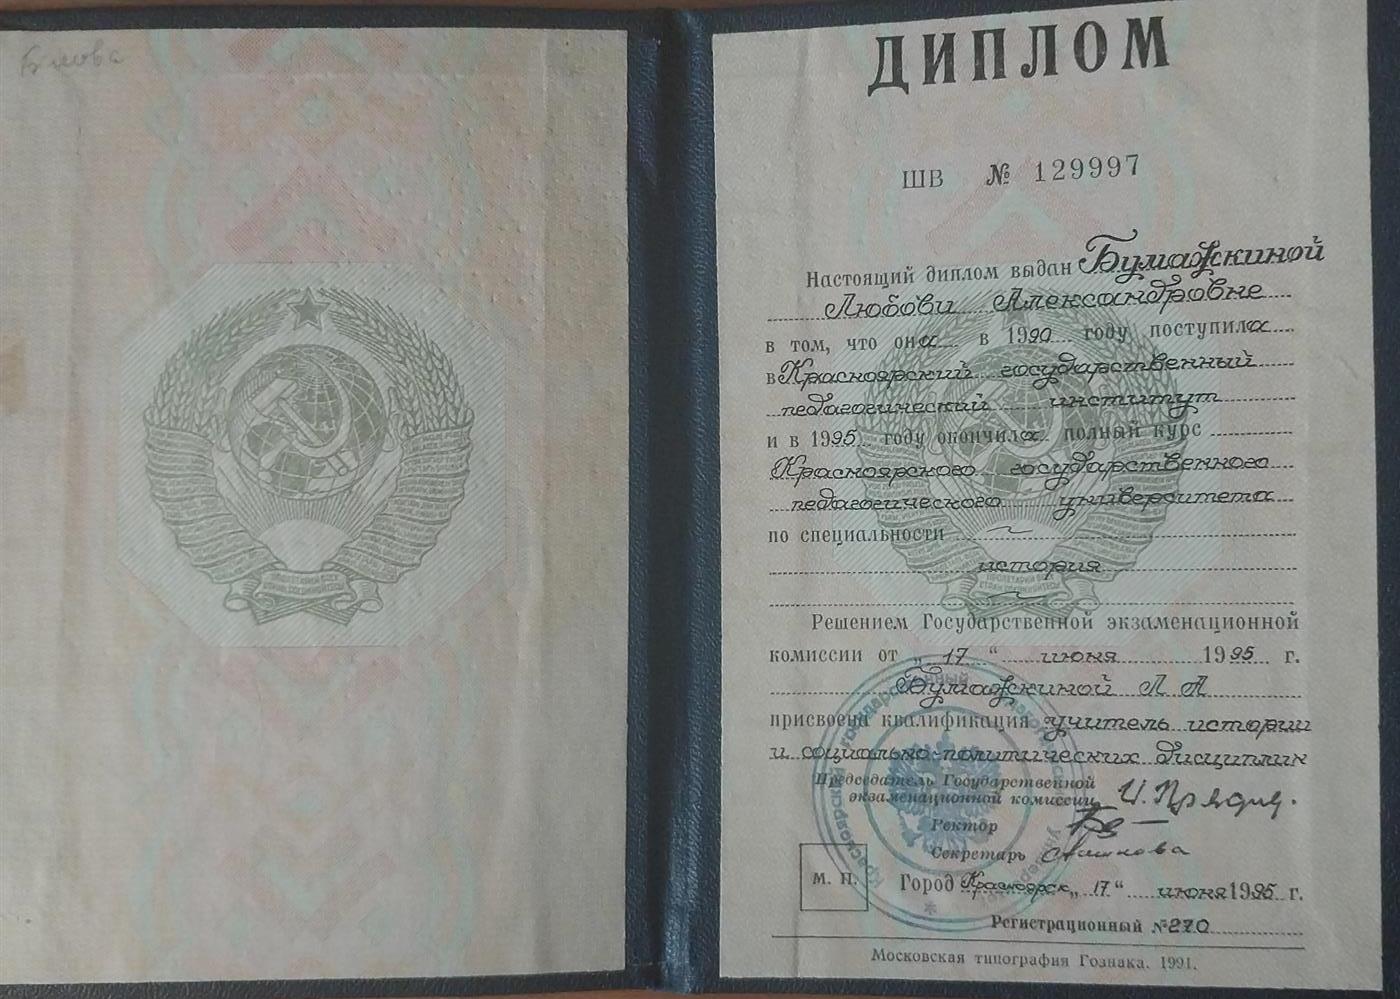 ДИПЛОМ
ШВ № 129997
Настоящий диплом выдан Бумажкиной
Любови Александровне
в том, что она в 1990 году поступила
в Красноярский государственный
педагогический институт
и в 1995 году окончила полный курс
Красноярского государственного
педагогического университета
по специальности
история
Решением Государственной экзаменационной
комиссии от „17“ июня 1995 г.
Бумажкиной Л А
присвоена квалификация учитель истории
и социально-политических дисциплин
Председатель Государственной
экзаменационной комиссии
Ректор
Секретарь
М. П.
Город Красноярск „17“ июня 1995 г.
Регистрационный № 270
Московская типография Гознака. 1991.